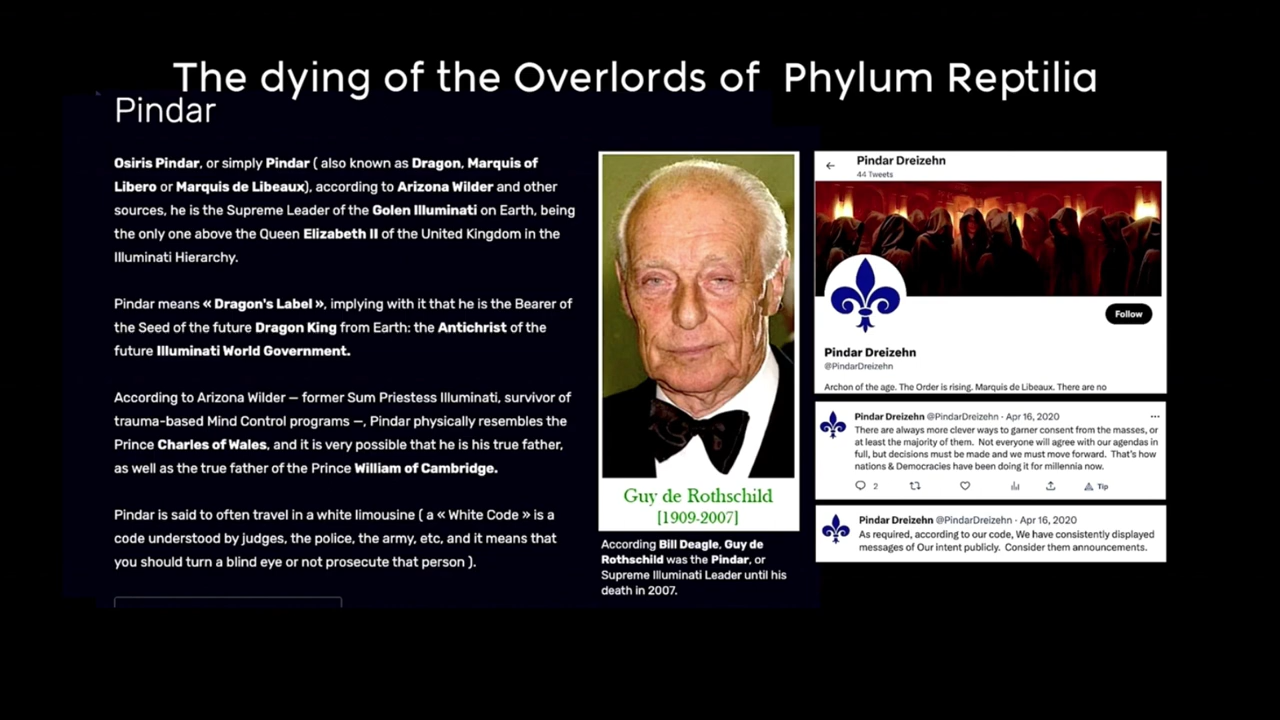 The dying of the Overlords of Phylum Reptilia
Pindar
Osiris Pindar, or simply Pindar ( also known as Dragon, Marquis of
Libero or Marquis de Libeaux), according to Arizona Wilder and other
sources, he is the Supreme Leader of the Golen Illuminati on Earth, being
the only one above the Queen Elizabeth II of the United Kingdom in the
Illuminati Hierarchy.
Pindar means « Dragon's Label », implying with it that he is the Bearer of
the Seed of the future Dragon King from Earth: the Antichrist of the
future Illuminati World Government.
According to Arizona Wilder — former Sum Priestess Illuminati, survivor of
trauma-based Mind Control programs —, Pindar physically resembles the
Prince Charles of Wales, and it is very possible that he is his true father,
as well as the true father of the Prince William of Cambridge.
Pindar is said to often travel in a white limousine ( a « White Code » is a
code understood by judges, the police, the army, etc, and it means that
you should turn a blind eye or not prosecute that person ).
Guy de Rothschild
[1909-2007]
According Bill Deagle, Guy de
Rothschild was the Pindar, or
Supreme Illuminati Leader until his
death in 2007.
Pindar Dreizehn
44 Tweets
Follow
Pindar Dreizehn
@PindarDreizehn
Archon of the age. The Order is rising. Marquis de Libeaux. There are no
Pindar Dreizehn @PindarDreizehn · Apr 16, 2020
There are always more clever ways to garner consent from the masses, or
at least the majority of them. Not everyone will agree with our agendas in
full, but decisions must be made and we must move forward. That's how
nations & Democracies have been doing it for millennia now.
2
Tip
Pindar Dreizehn @PindarDreizehn · Apr 16, 2020
As required, according to our code, We have consistently displayed
messages of Our intent publicly. Consider them announcements.